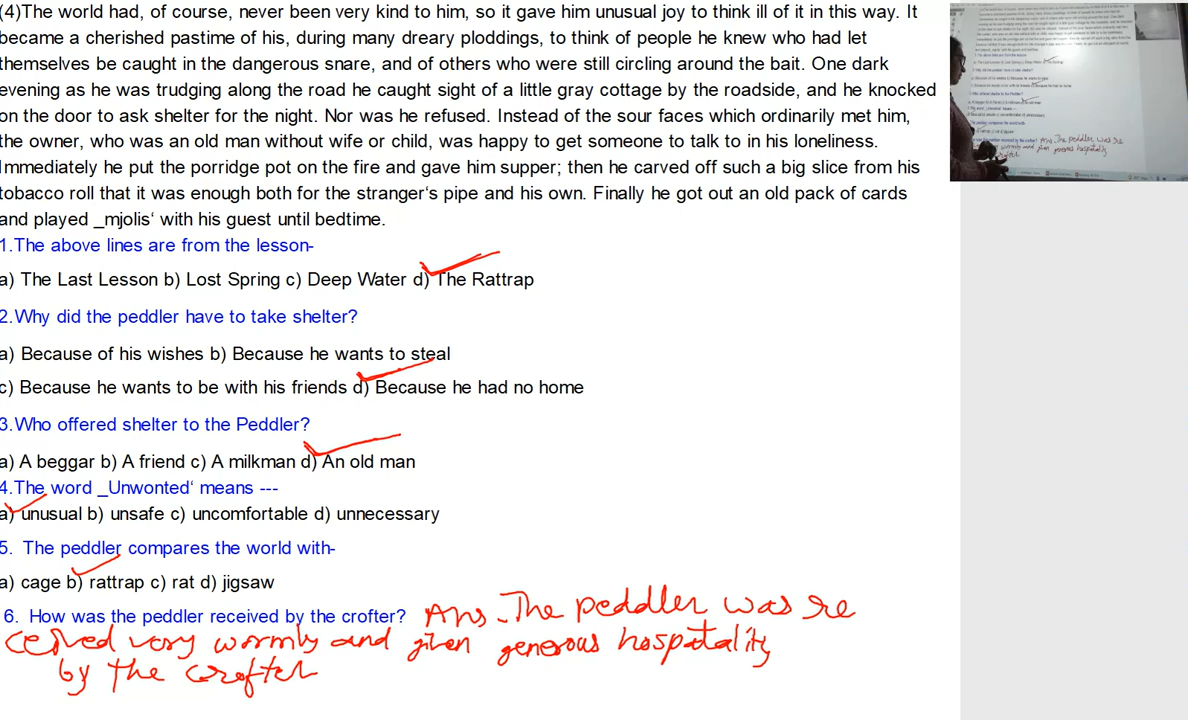 (4)The world had, of course, never been very kind to him, so it gave him unusual joy to think ill of it in this way. It
became a cherished pastime of his, during many dreary ploddings, to think of people he knew who had let
themselves be caught in the dangerous snare, and of others who were still circling around the bait. One dark
evening as he was trudging along the road he caught sight of a little gray cottage by the roadside, and he knocked
on the door to ask shelter for the night. Nor was he refused. Instead of the sour faces which ordinarily met him,
the owner, who was an old man without wife or child, was happy to get someone to talk to in his loneliness.
Immediately he put the porridge pot on the fire and gave him supper; then he carved off such a big slice from his
tobacco roll that it was enough both for the stranger‘s pipe and his own. Finally he got out an old pack of cards
and played _mjolis‘ with his guest until bedtime.
1.The above lines are from the lesson-
a) The Last Lesson b) Lost Spring c) Deep Water d) The Rattrap
2.Why did the peddler have to take shelter?
a) Because of his wishes b) Because he wants to steal
c) Because he wants to be with his friends d) Because he had no home
3.Who offered shelter to the Peddler?
a) A beggar b) A friend c) A milkman d) An old man
4.The word _Unwonted‘ means ---
a) unusual b) unsafe c) uncomfortable d) unnecessary
5. The peddler compares the world with-
a) cage b) rattrap c) rat d) jigsaw
6. How was the peddler received by the crofter? Ans. The peddler was re
ceived very wormly and given generous hospitality
by the crofter